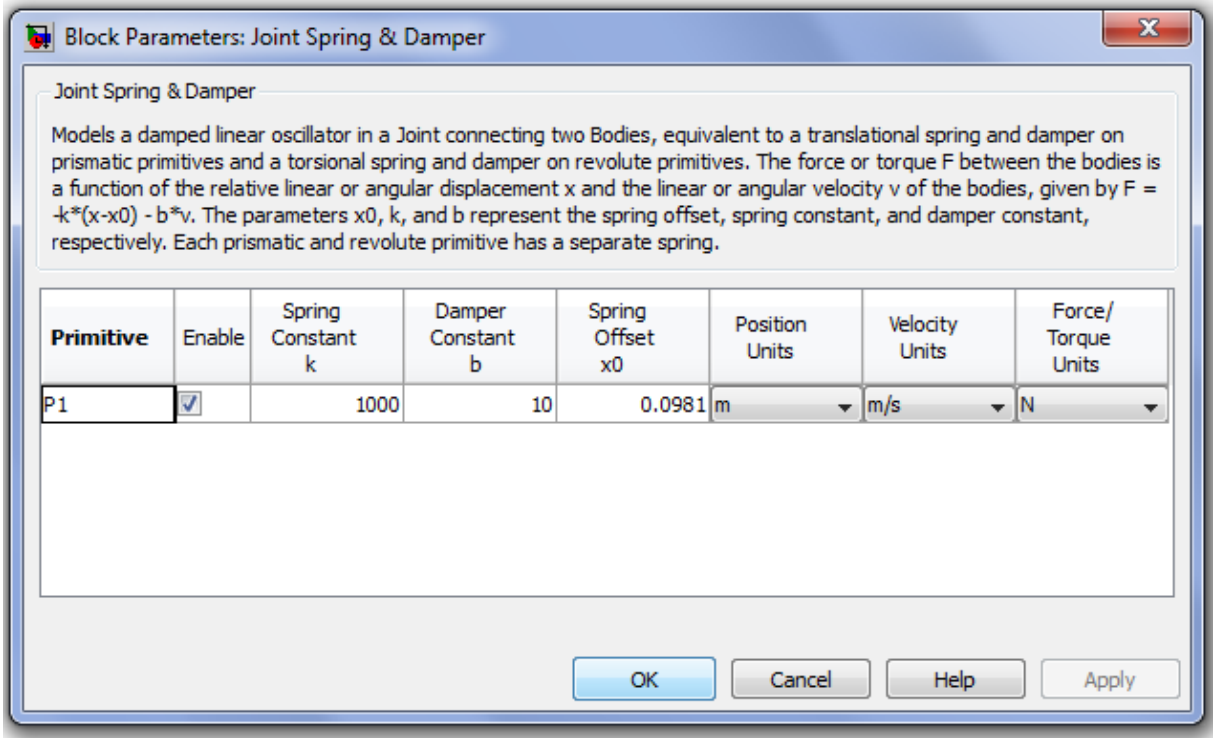 Block Parameters: Joint Spring & Damper
x
Joint Spring & Damper
Models a damped linear oscillator in a Joint connecting two Bodies, equivalent to a translational spring and damper on
prismatic primitives and a torsional spring and damper on revolute primitives. The force or torque F between the bodies is
a function of the relative linear or angular displacement x and the linear or angular velocity v of the bodies, given by F =
-k*(x-x0) - b*v. The parameters x0, k, and b represent the spring offset, spring constant, and damper constant,
respectively. Each prismatic and revolute primitive has a separate spring.
Primitive Enable Spring Constant k Damper Constant b Spring Offset x0 Position Units Velocity Units Force/ Torque Units
P1 1000 10 0.0981 m m/s N
OK Cancel Help Apply